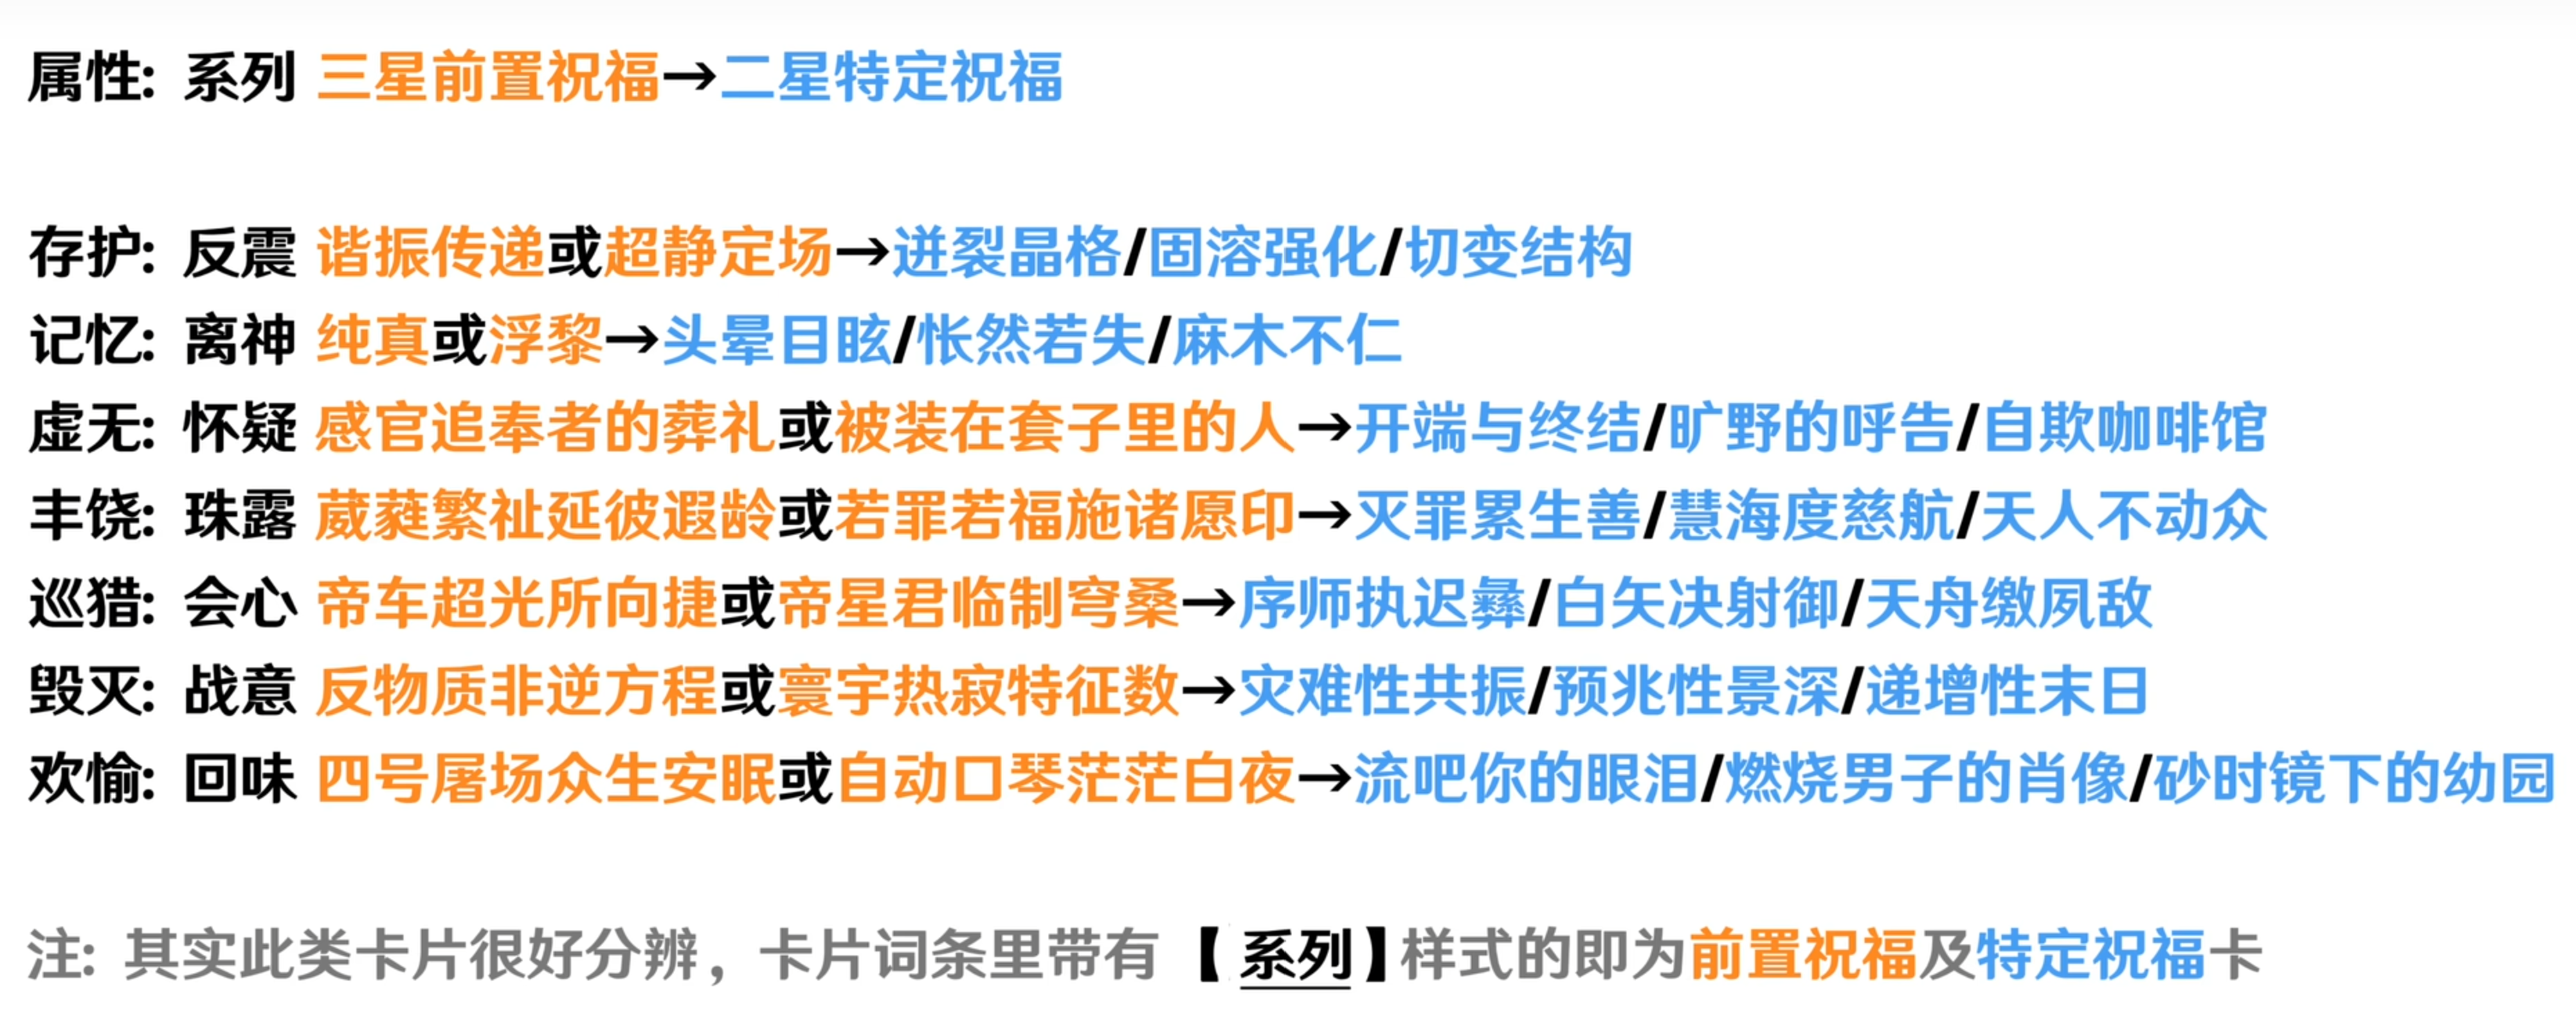 属性: 系列 三星前置祝福→二星特定祝福
存护: 反震 谐振传递或超静定场→迸裂晶格/固溶强化/切变结构
记忆: 离神 纯真或浮黎→头晕目眩/怅然若失/麻木不仁
虚无: 怀疑 感官追奉者的葬礼或被装在套子里的人→开端与终结/旷野的呼告/自欺咖啡馆
丰饶: 珠露 葳蕤繁祉延彼遐龄或若罪若福施诸愿印→灭罪累生善/慧海度慈航/天人不动众
巡猎: 会心 帝车超光所向捷或帝星君临制穹桑→序师执迟彝/白矢决射御/天舟缴夙敌
毁灭: 战意 反物质非逆方程或寰宇热寂特征数→灾难性共振/预兆性景深/递增性末日
欢愉: 回味 四号屠场众生安眠或自动口琴茫茫白夜→流吧你的眼泪/燃烧男子的肖像/砂时镜下的幼园
注: 其实此类卡片很好分辨，卡片词条里带有【系列】样式的即为前置祝福及特定祝福卡